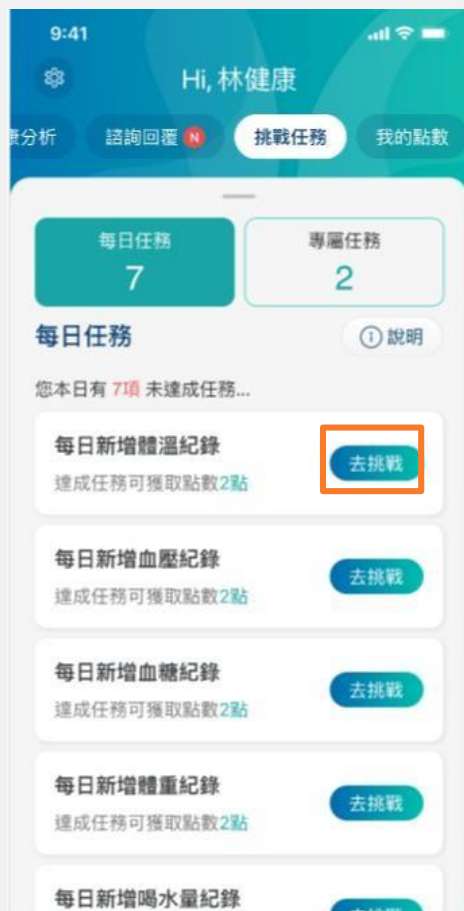 9:41
Hi, 林健康
康分析 諮詢回覆 N 挑戰任務 我的點數
每日任務 專屬任務
7 2
每日任務 說明
您本日有 7項 未達成任務...
每日新增體溫紀錄
達成任務可獲取點數2點
去挑戰
每日新增血壓紀錄
達成任務可獲取點數2點
去挑戰
每日新增血糖紀錄
達成任務可獲取點數2點
去挑戰
每日新增體重紀錄
達成任務可獲取點數2點
去挑戰
每日新增喝水量紀錄